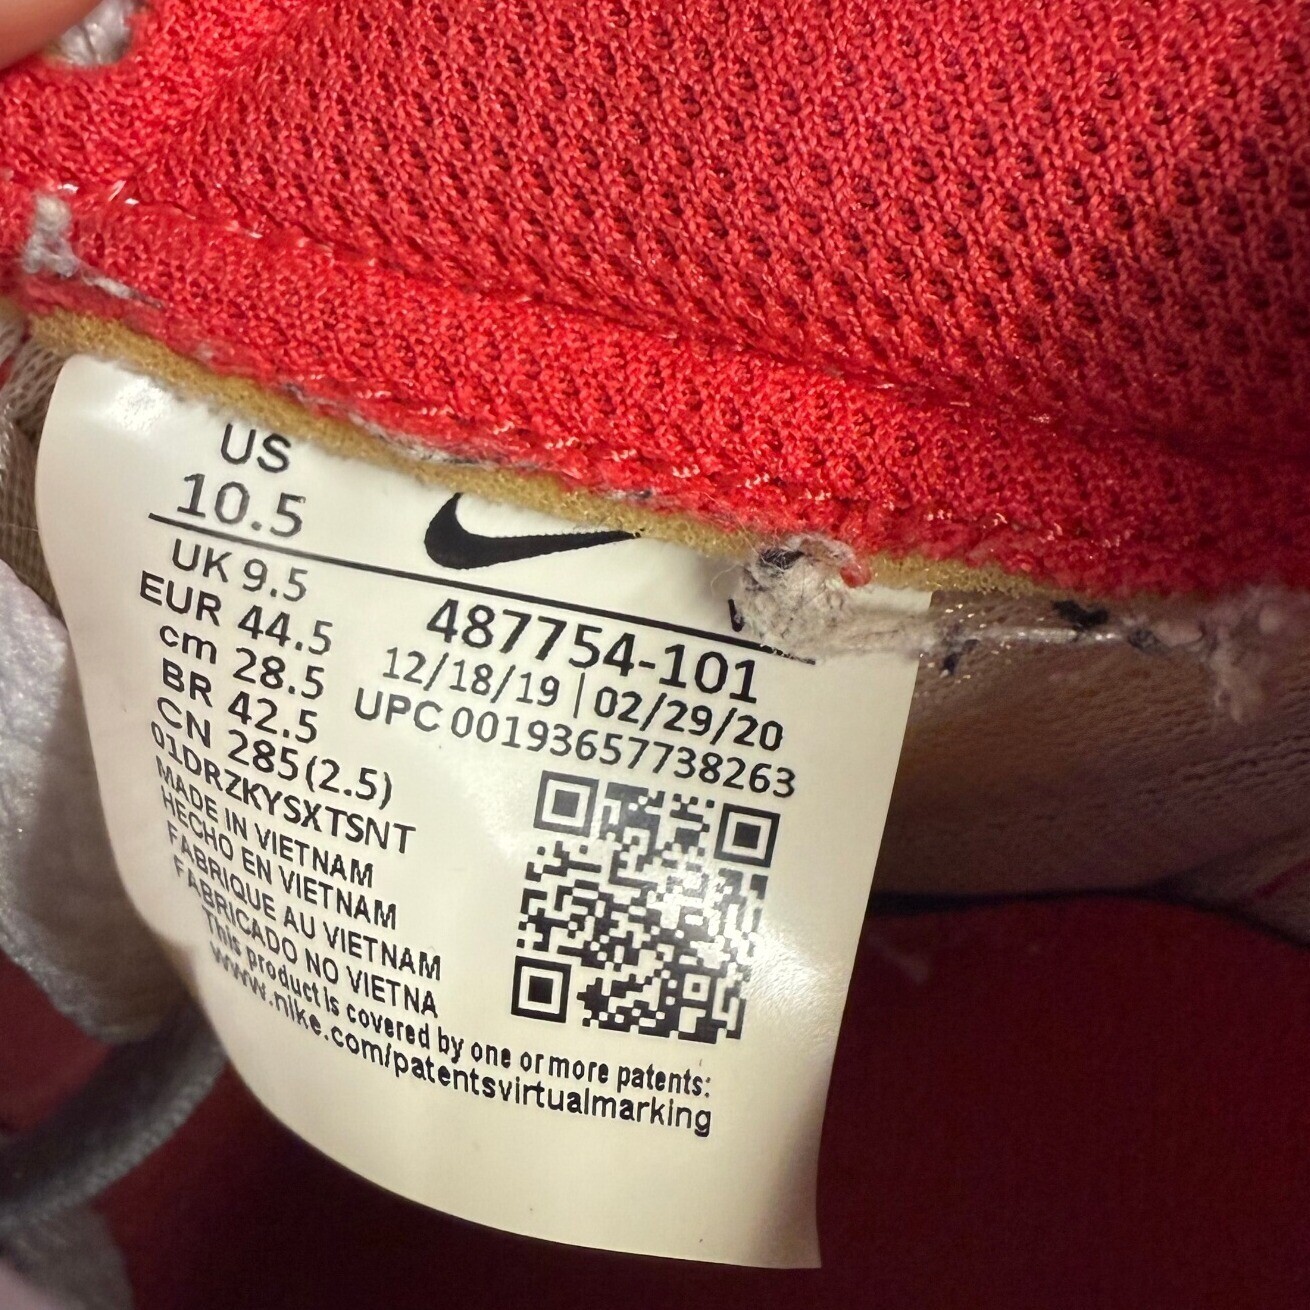 US
10.5
UK 9.5
EUR 44.5
cm 28.5
BR 42.5
CN 285(2.5)
01DRZKYSXTSNT
487754-101
12/18/19 | 02/29/20
UPC 00193657738263
MADE IN VIETNAM
HECHO EN VIETNAM
FABRIQUE AU VIETNAM
FABRICADO NO VIETNA
This product is covered by one or more patents:
www.nike.com/patentsvirtualmarking